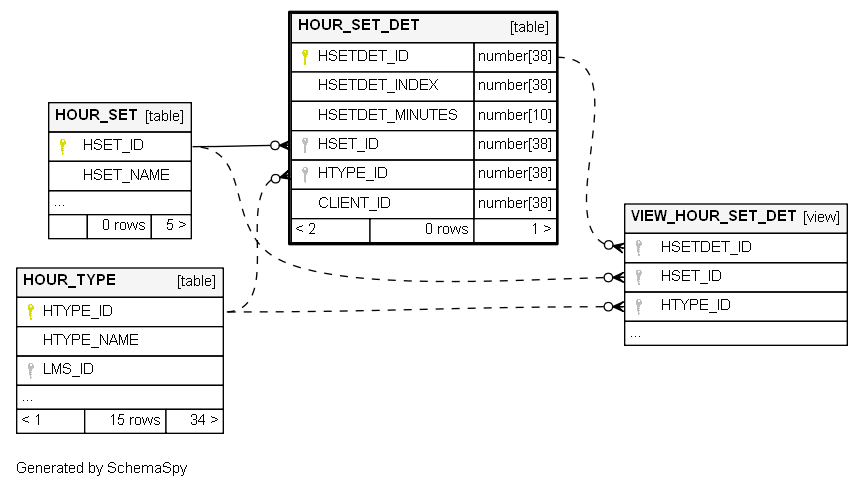 HOUR_SET_DET [table]
HSETDET_ID number[38]
HSETDET_INDEX number[38]
HSETDET_MINUTES number[10]
HSET_ID number[38]
HTYPE_ID number[38]
CLIENT_ID number[38]
< 2 0 rows 1 >
HOUR_SET [table]
HSET_ID
HSET_NAME
...
0 rows 5 >
VIEW_HOUR_SET_DET [view]
HSETDET_ID
HSET_ID
HTYPE_ID
...
HOUR_TYPE [table]
HTYPE_ID
HTYPE_NAME
LMS_ID
...
< 1 15 rows 34 >
Generated by SchemaSpy